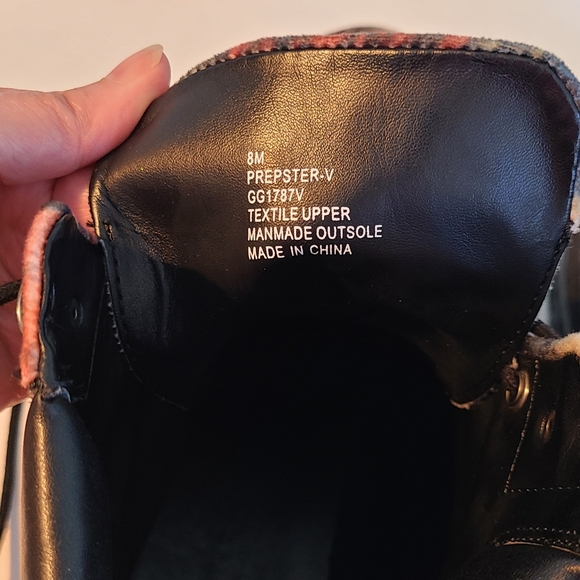 8M
PREPSTER-V
GG1787V
TEXTILE UPPER
MANMADE OUTSOLE
MADE IN CHINA